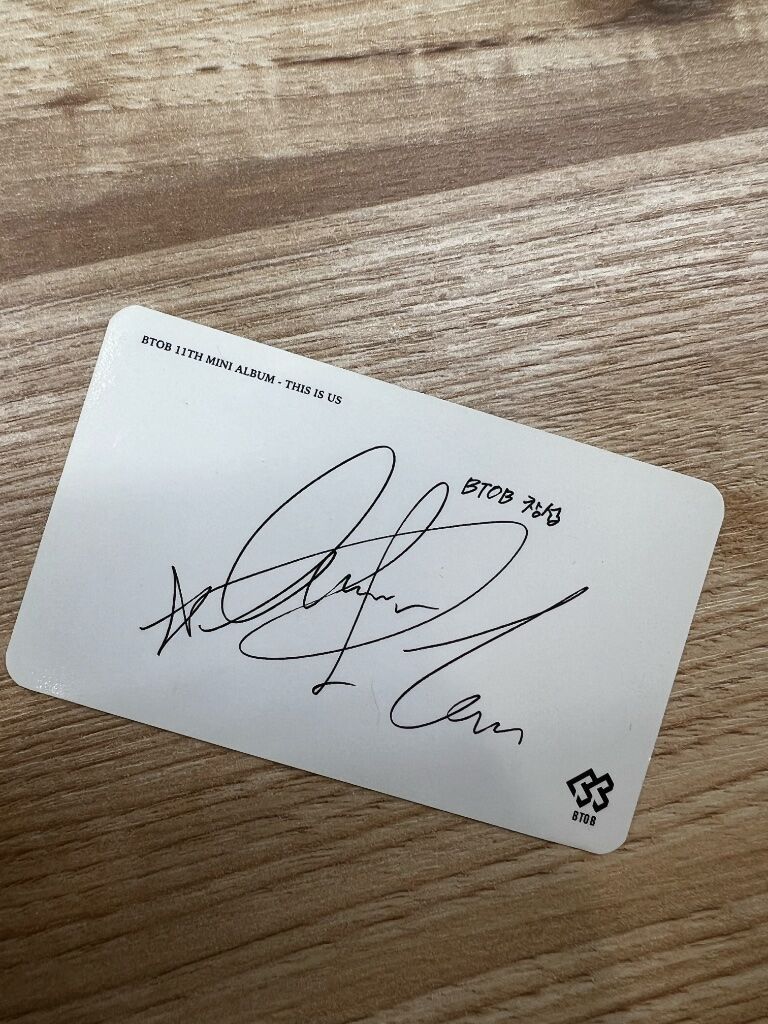 BTOB 11TH MINI ALBUM - THIS IS US
BTOB 창섭
BTOB